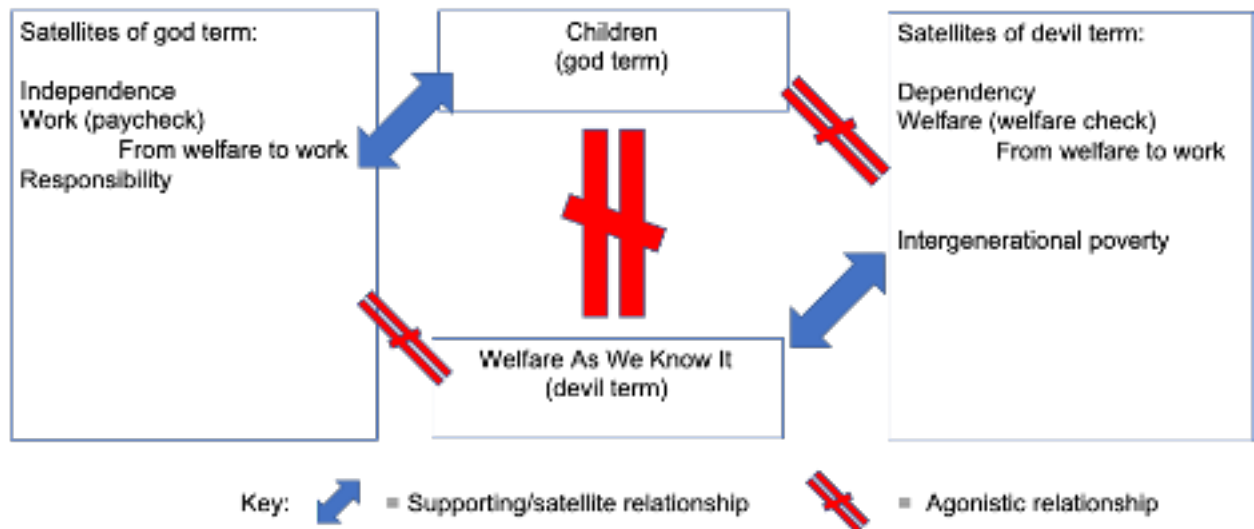 Satellites of god term:
Independence
Work (paycheck)
From welfare to work
Responsibility
Children
(god term)
Satellites of devil term:
Dependency
Welfare (welfare check)
From welfare to work
Intergenerational poverty
Welfare As We Know It
(devil term)
Key: = Supporting/satellite relationship = Agonistic relationship